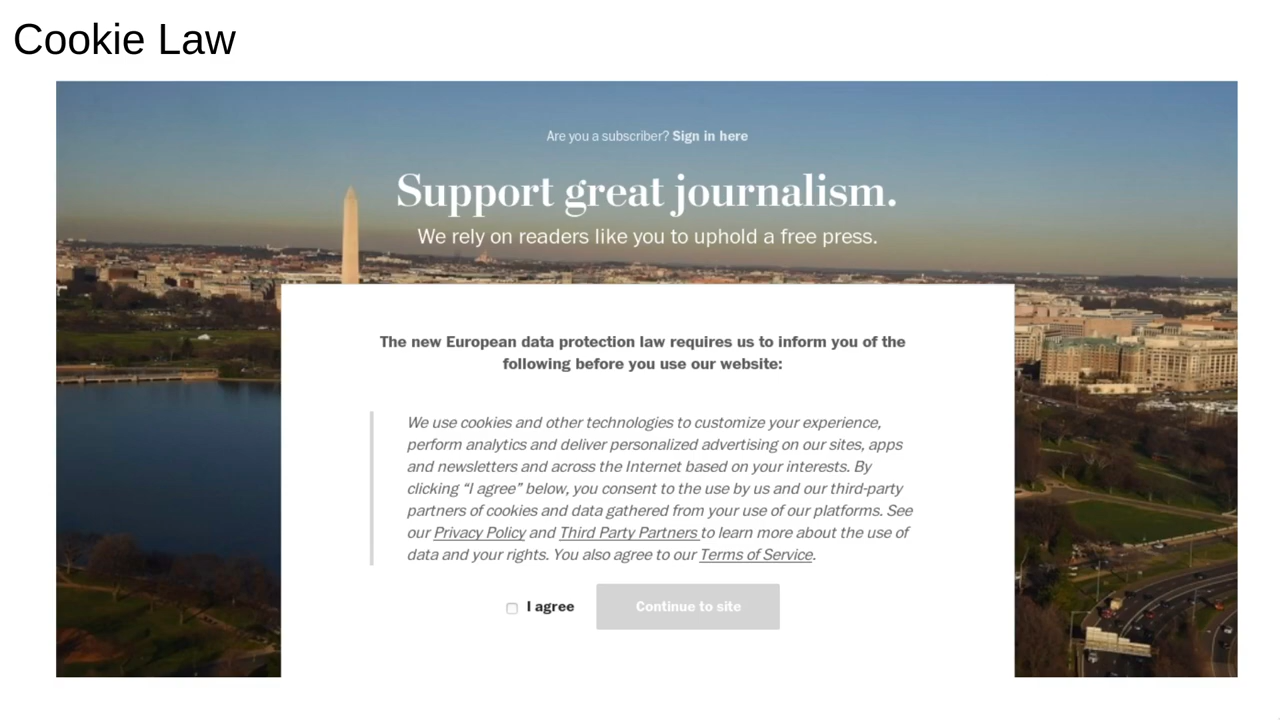 Cookie Law
Are you a subscriber? Sign in here
Support great journalism.
We rely on readers like you to uphold a free press.
The new European data protection law requires us to inform you of the
following before you use our website:
We use cookies and other technologies to customize your experience,
perform analytics and deliver personalized advertising on our sites, apps
and newsletters and across the Internet based on your interests. By
clicking “I agree” below, you consent to the use by us and our third-party
partners of cookies and data gathered from your use of our platforms. See
our Privacy Policy and Third Party Partners to learn more about the use of
data and your rights. You also agree to our Terms of Service.
I agree
Continue to site